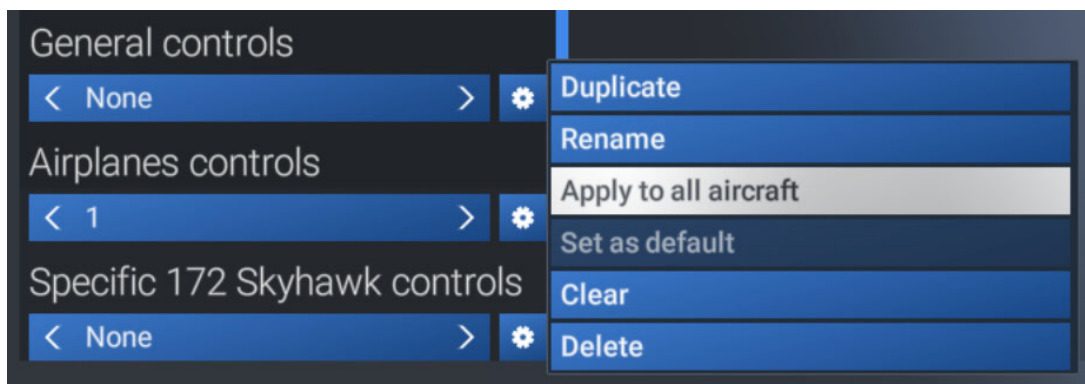 General controls
None
Airplanes controls
1
Specific 172 Skyhawk controls
None
Duplicate
Rename
Apply to all aircraft
Set as default
Clear
Delete